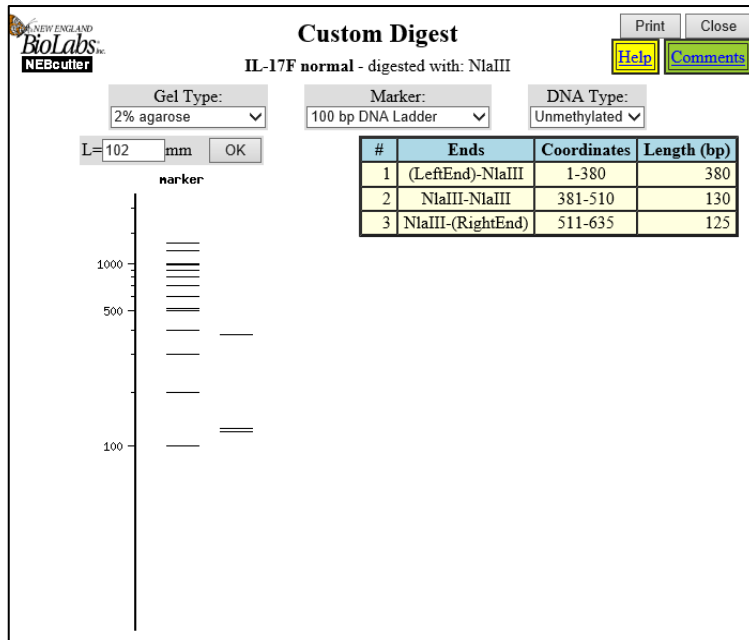 NEW ENGLAND
BioLabs Inc.
NEBcutter
Custom Digest
IL-17F normal - digested with: NlaIII
Print
Close
Help
Comments
Gel Type:
2% agarose
Marker:
100 bp DNA Ladder
DNA Type:
Unmethylated
L= 102 mm OK
# Ends Coordinates Length (bp)
1 (LeftEnd)-NlaIII 1-380 380
2 NlaIII-NlaIII 381-510 130
3 NlaIII-(RightEnd) 511-635 125
marker
1000
500
100